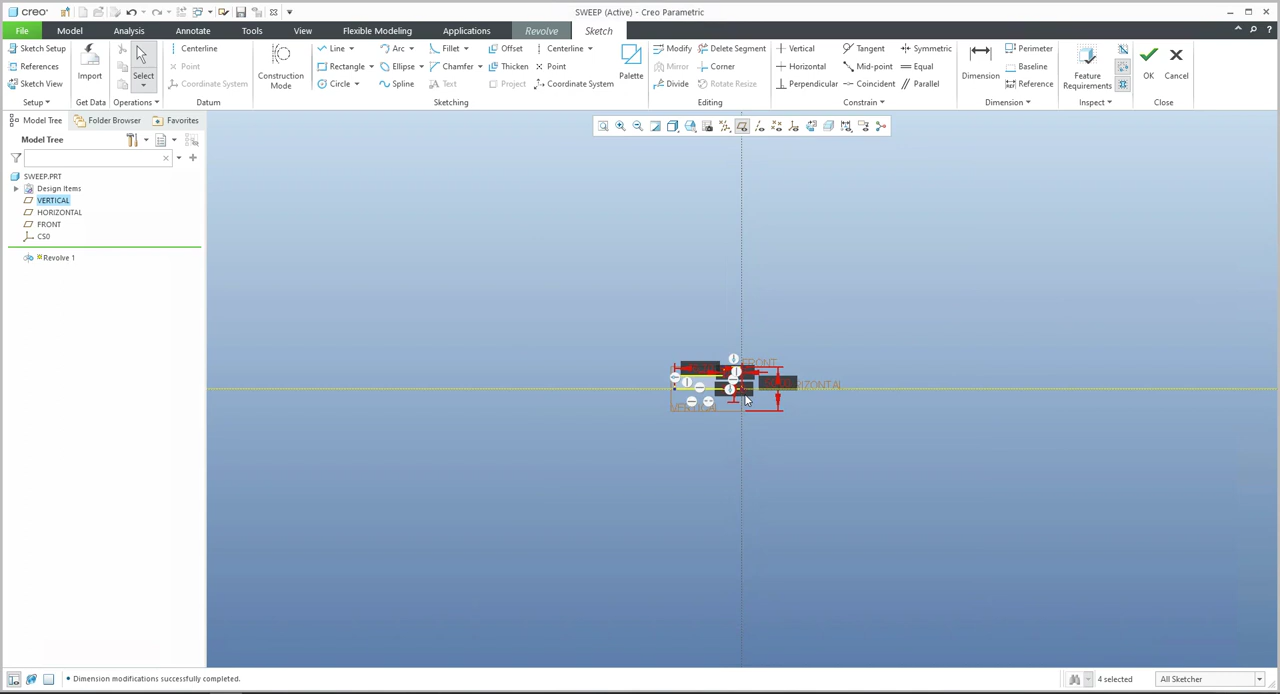 creo
SWEEP (Active) - Creo Parametric
File
Model
Analysis
Annotate
Tools
View
Flexible Modeling
Applications
Revolve
Sketch
Sketch Setup
References
Sketch View
Setup
Import
Get Data
Select
Operations
Centerline
Point
Coordinate System
Datum
Construction
Mode
Line
Rectangle
Circle
Arc
Ellipse
Spline
Fillet
Chamfer
Text
Offset
Thicken
Project
Centerline
Point
Coordinate System
Palette
Sketching
Modify
Mirror
Divide
Delete Segment
Corner
Rotate Resize
Editing
Vertical
Horizontal
Perpendicular
Tangent
Mid-point
Coincident
Symmetric
Equal
Parallel
Constrain
Dimension
Perimeter
Baseline
Reference
Dimension
Feature
Requirements
Inspect
OK
Cancel
Close
Model Tree
Folder Browser
Favorites
Model Tree
SWEEP.PRT
Design Items
VERTICAL
HORIZONTAL
FRONT
CS0
Revolve 1
FRONT
HORIZONTAL
VERTICAL
Dimension modifications successfully completed.
4 selected
All Sketcher